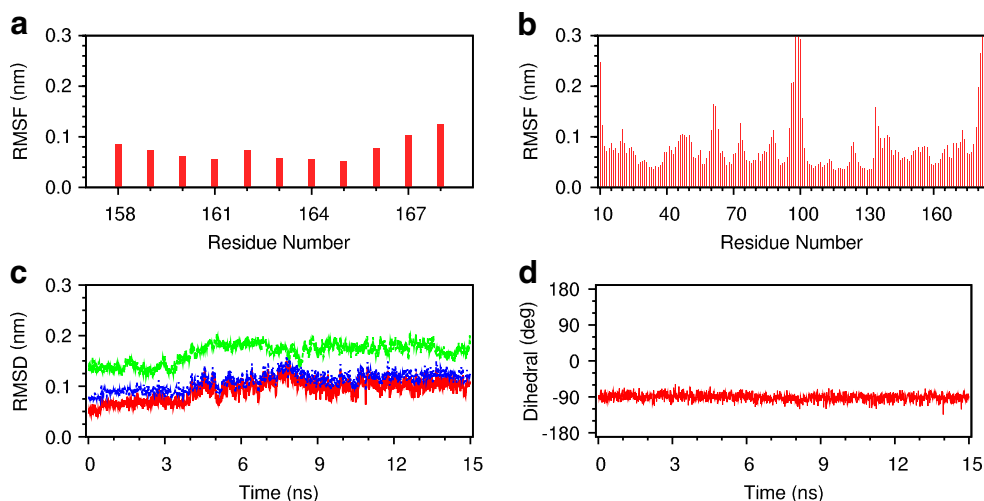 a
0.3
0.2
0.1
0.0
RMSF (nm)
158 161 164 167
Residue Number
b
0.3
0.2
0.1
0.0
RMSF (nm)
10 40 70 100 130 160
Residue Number
c
0.3
0.2
0.1
0.0
RMSD (nm)
0 3 6 9 12 15
Time (ns)
d
180
90
0
-90
-180
Dihedral (deg)
0 3 6 9 12 15
Time (ns)